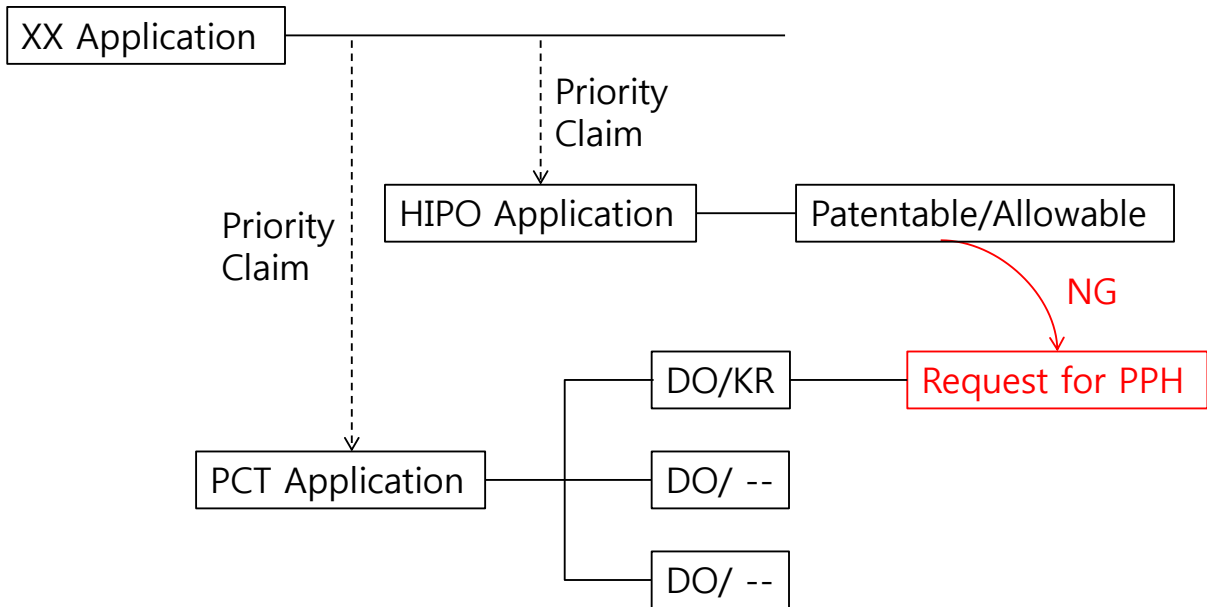 XX Application
Priority
Claim
HIPO Application
Patentable/Allowable
Priority
Claim
NG
DO/KR
Request for PPH
PCT Application
DO/ --
DO/ --